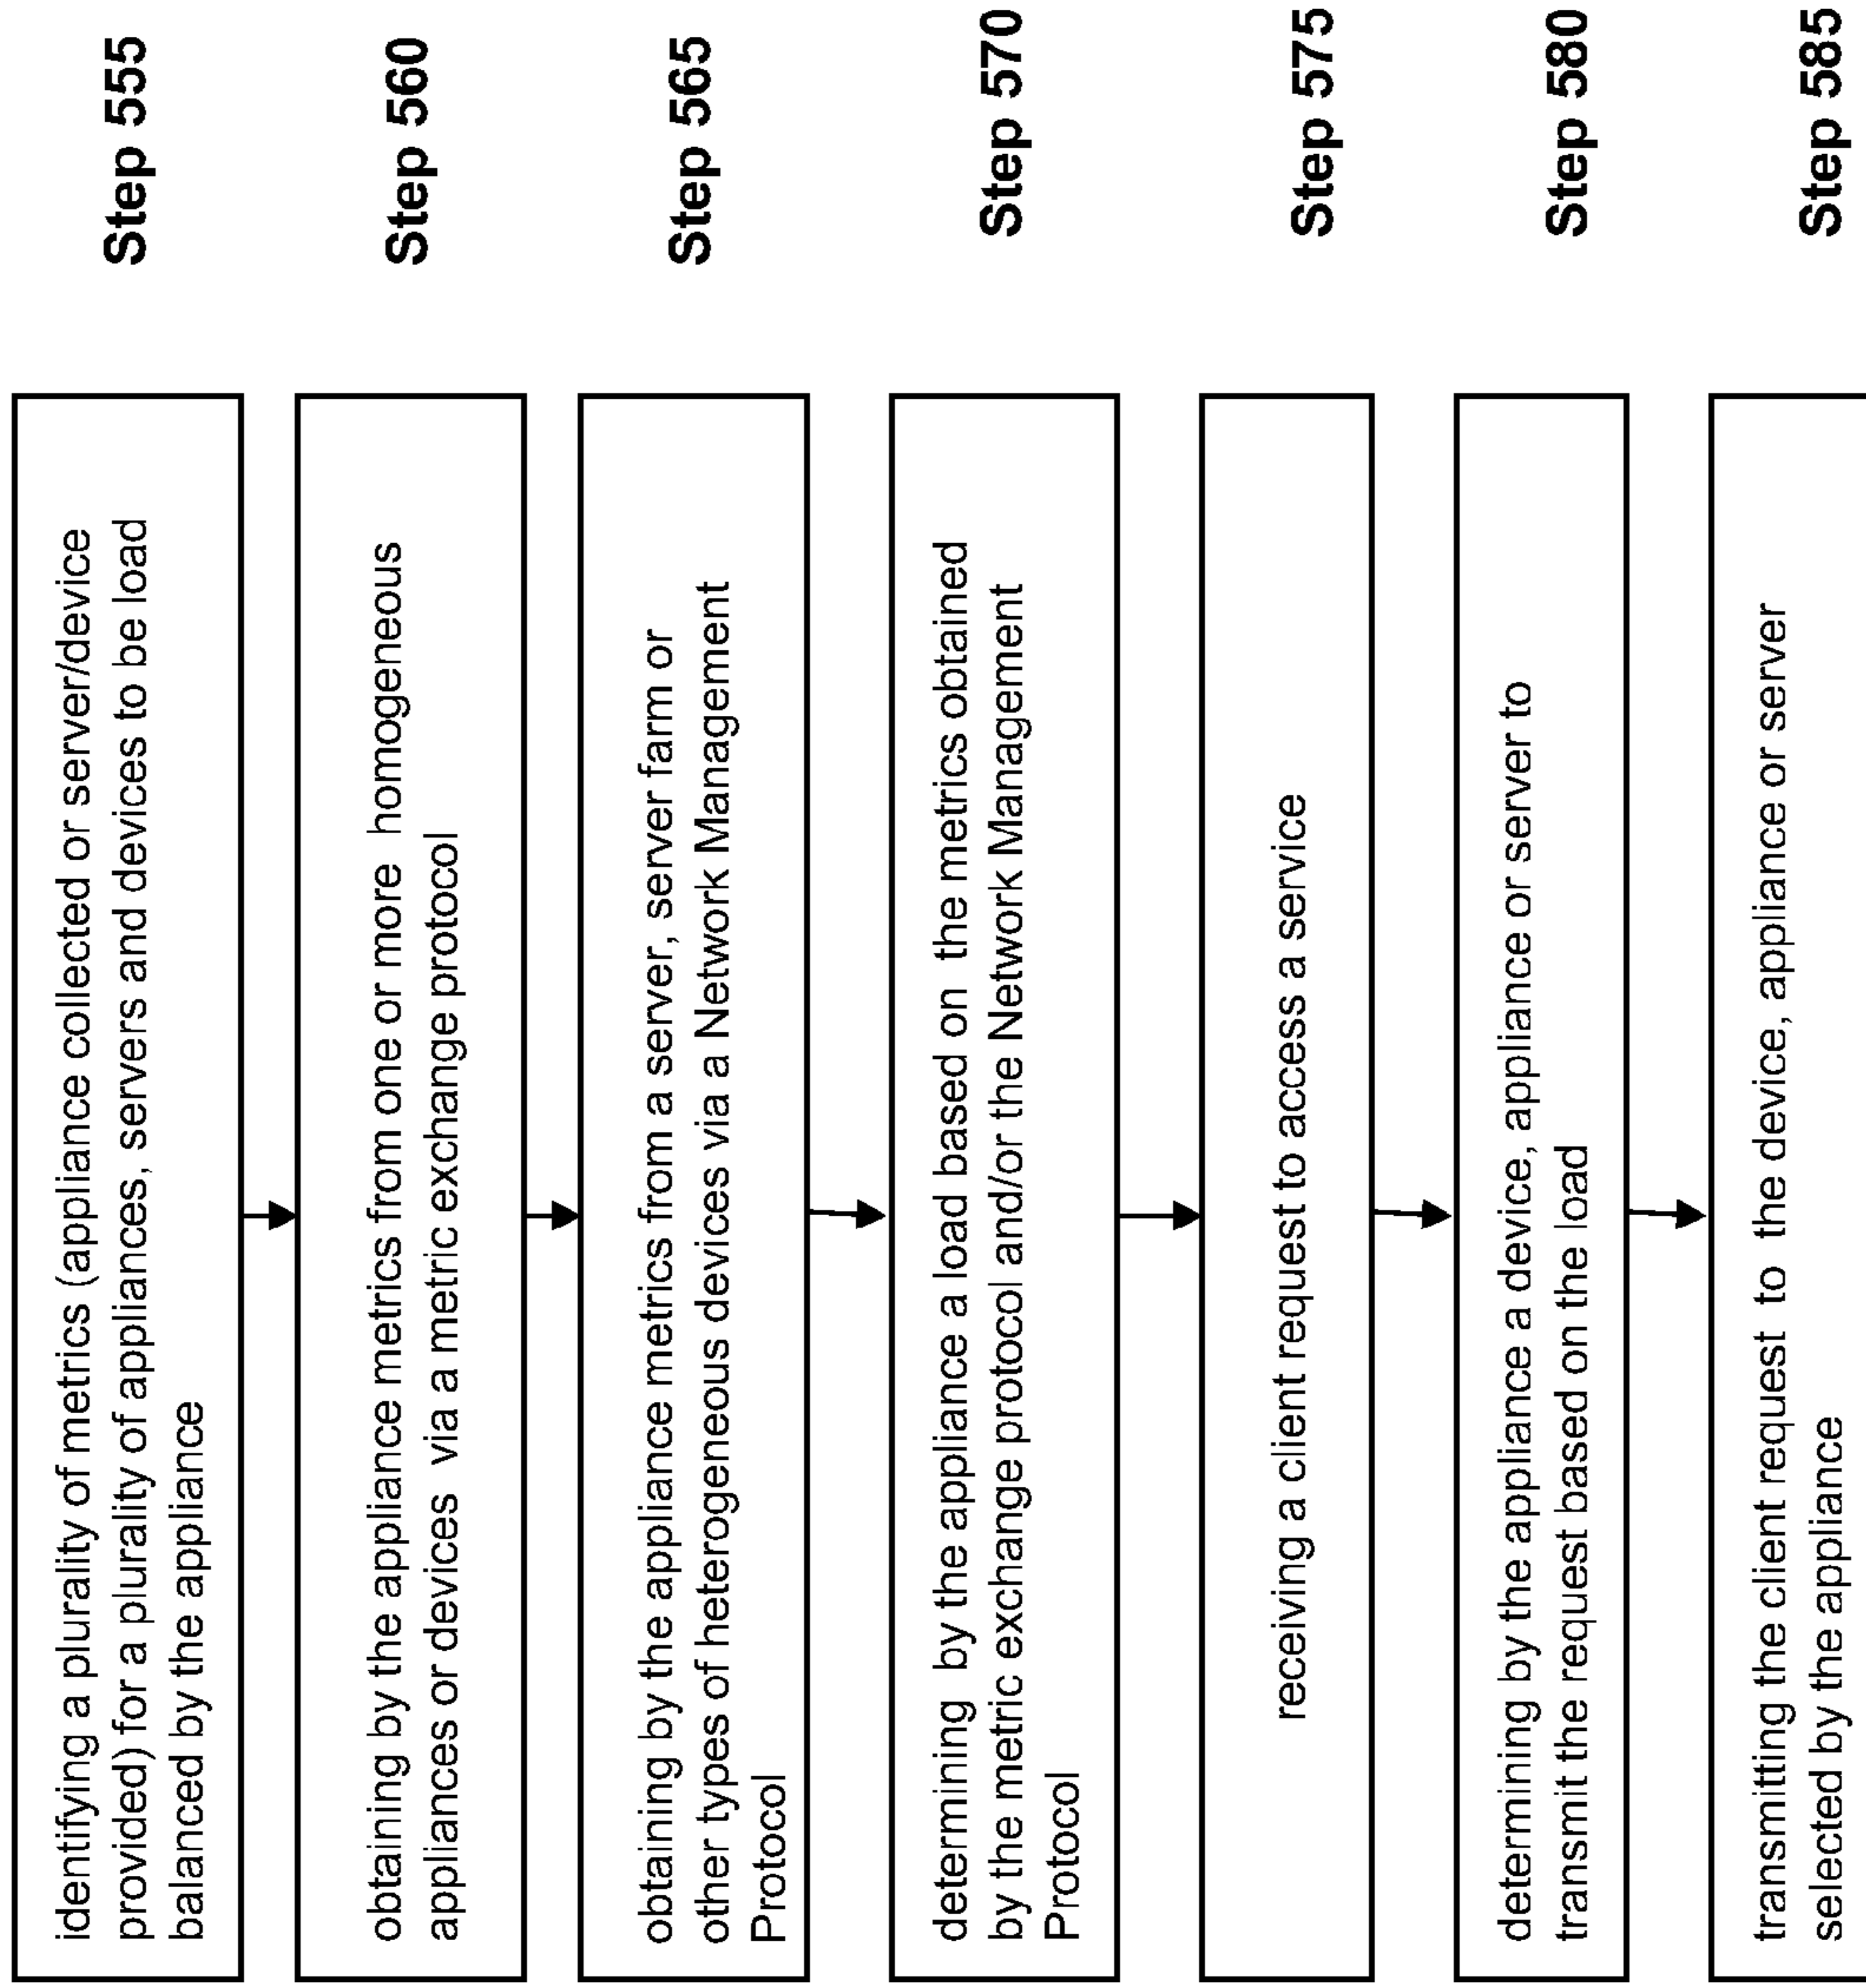 identifying a plurality of metrics (appliance collected or server/device
provided) for a plurality of appliances, servers and devices to be load
balanced by the appliance
Step 555
obtaining by the appliance metrics from one or more homogeneous
appliances or devices via a metric exchange protocol
Step 560
obtaining by the appliance metrics from a server, server farm or
other types of heterogeneous devices via a Network Management
Protocol
Step 565
determining by the appliance a load based on the metrics obtained
by the metric exchange protocol and/or the Network Management
Protocol
Step 570
receiving a client request to access a service
Step 575
determining by the appliance a device, appliance or server to
transmit the request based on the load
Step 580
transmitting the client request to the device, appliance or server
selected by the appliance
Step 585